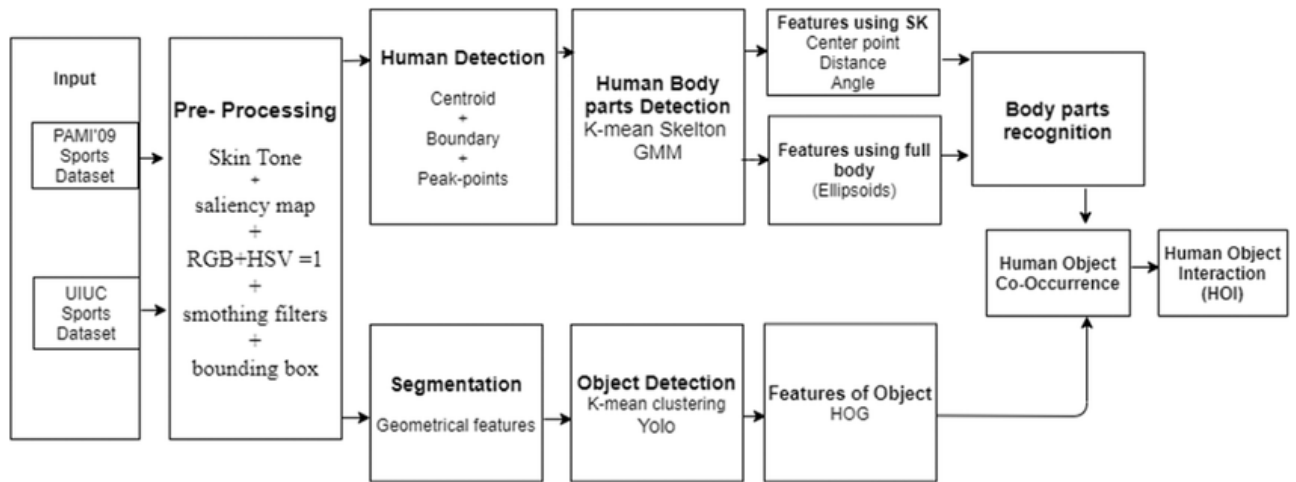 Input
PAMI'09
Sports
Dataset
UIUC
Sports
Dataset
Pre- Processing
Skin Tone
+
saliency map
+
RGB+HSV =1
+
smothing filters
+
bounding box
Human Detection
Centroid
+
Boundary
+
Peak-points
Human Body
parts Detection
K-mean Skelton
GMM
Features using SK
Center point
Distance
Angle
Features using full
body
(Ellipsoids)
Body parts
recognition
Segmentation
Geometrical features
Object Detection
K-mean clustering
Yolo
Features of Object
HOG
Human Object
Co-Occurrence
Human Object
Interaction
(HOI)